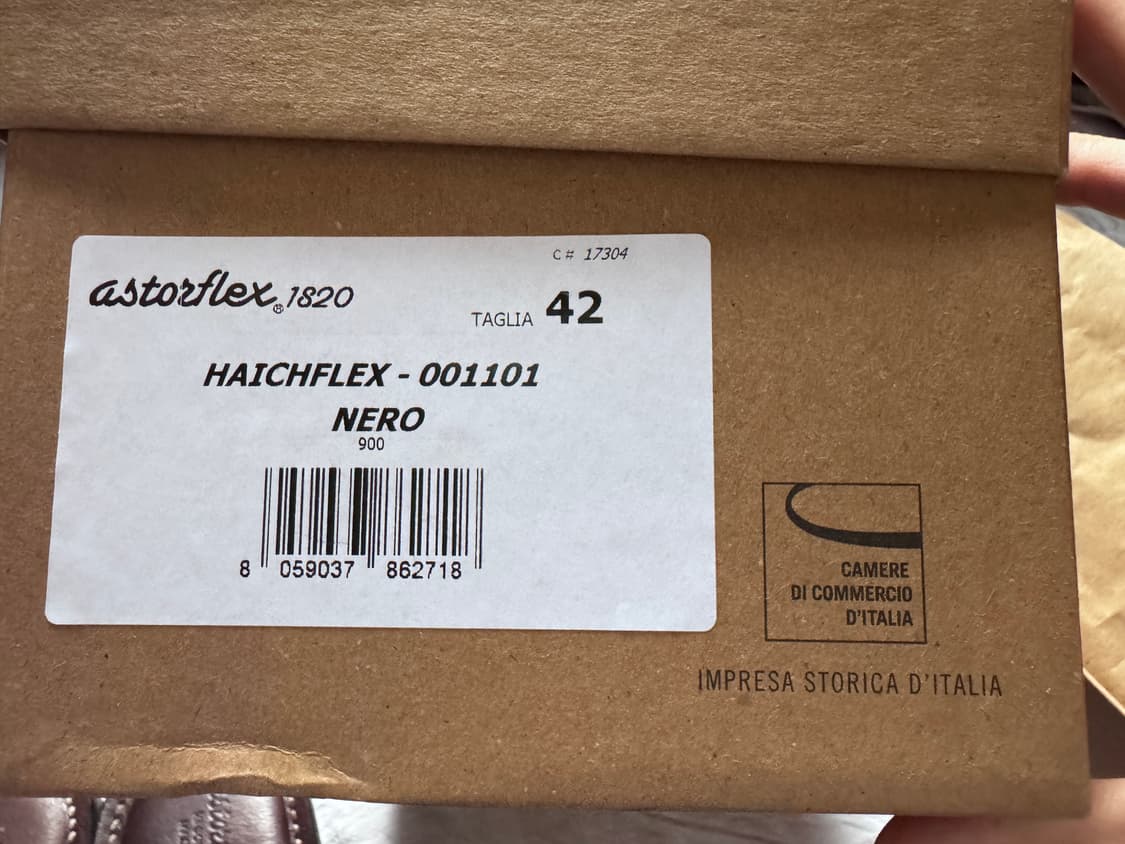 C# 17304
astorflex® 1820
TAGLIA 42
HAICHFLEX - 001101
NERO
900
8 059037 862718
CAMERE
DI COMMERCIO
D'ITALIA
IMPRESA STORICA D'ITALIA